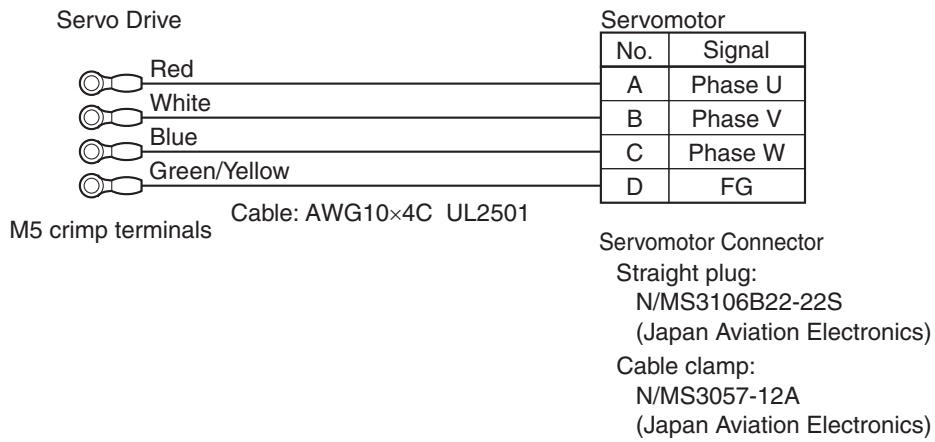 Servo Drive
Servomotor
No. Signal
Red
A Phase U
White
B Phase V
Blue
C Phase W
Green/Yellow
D FG
Cable: AWG10×4C UL2501
M5 crimp terminals
Servomotor Connector
Straight plug:
N/MS3106B22-22S
(Japan Aviation Electronics)
Cable clamp:
N/MS3057-12A
(Japan Aviation Electronics)